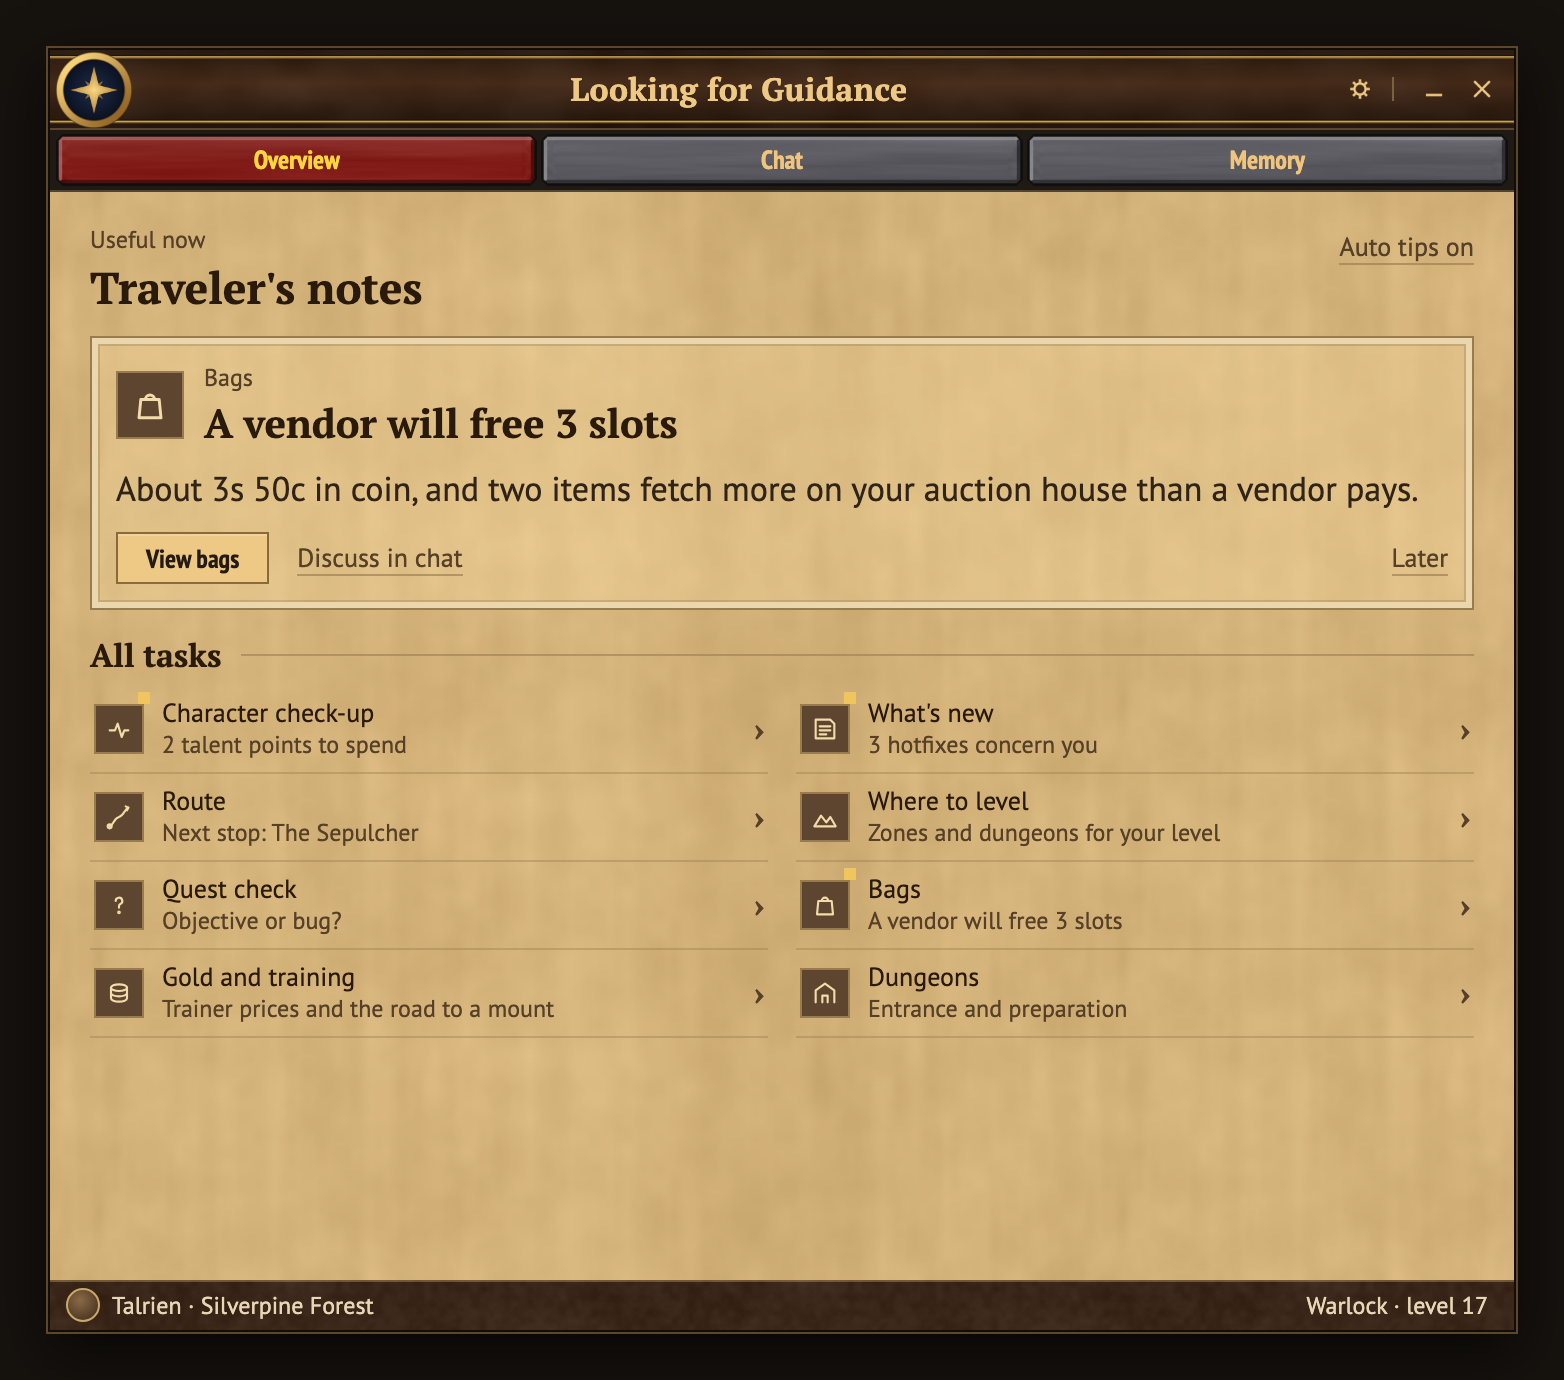 Looking for Guidance
Overview
Chat
Memory
Useful now
Auto tips on
Traveler's notes
Bags
A vendor will free 3 slots
About 3s 50c in coin, and two items fetch more on your auction house than a vendor pays.
View bags
Discuss in chat
Later
All tasks
Character check-up
2 talent points to spend
What's new
3 hotfixes concern you
Route
Next stop: The Sepulcher
Where to level
Zones and dungeons for your level
Quest check
Objective or bug?
Bags
A vendor will free 3 slots
Gold and training
Trainer prices and the road to a mount
Dungeons
Entrance and preparation
Talrien · Silverpine Forest
Warlock · level 17